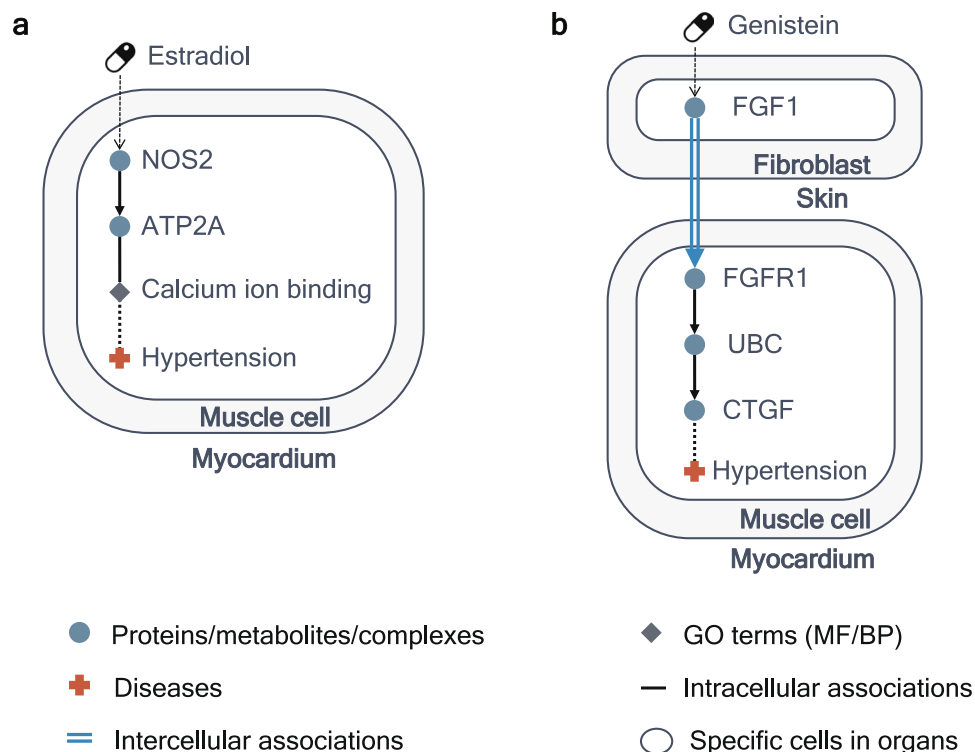 a
Estradiol
NOS2
ATP2A
Calcium ion binding
Hypertension
Muscle cell
Myocardium
b
Genistein
FGF1
Fibroblast
Skin
FGFR1
UBC
CTGF
Hypertension
Muscle cell
Myocardium
Proteins/metabolites/complexes
GO terms (MF/BP)
Diseases
Intracellular associations
Intercellular associations
Specific cells in organs